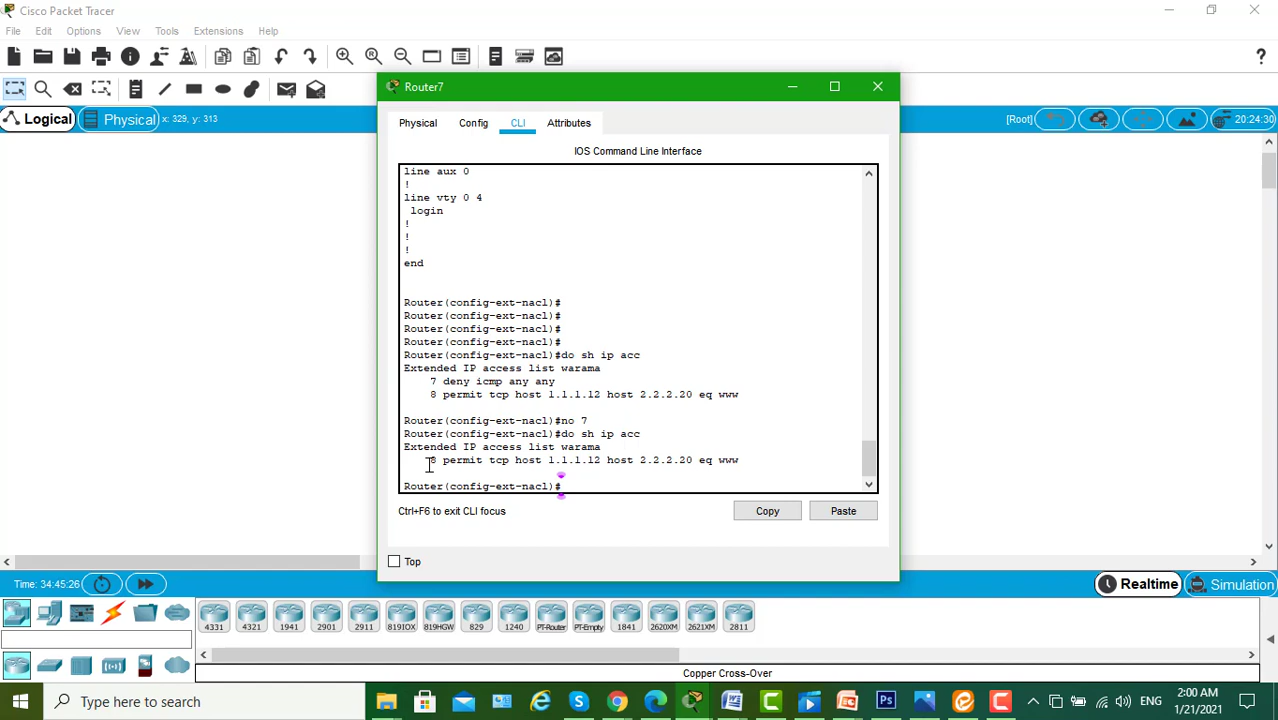 Cisco Packet Tracer
File Edit Options View Tools Extensions Help
?
Logical Physical x: 329, y: 313 [Root] 20:24:30
Router7
Physical Config CLI Attributes
IOS Command Line Interface
line aux 0
!
line vty 0 4
login
!
!
!
end
Router(config-ext-nacl)#
Router(config-ext-nacl)#
Router(config-ext-nacl)#
Router(config-ext-nacl)#
Router(config-ext-nacl)#do sh ip acc
Extended IP access list warama
7 deny icmp any any
8 permit tcp host 1.1.1.12 host 2.2.2.20 eq www
Router(config-ext-nacl)#no 7
Router(config-ext-nacl)#do sh ip acc
Extended IP access list warama
8 permit tcp host 1.1.1.12 host 2.2.2.20 eq www
Router(config-ext-nacl)#
Ctrl+F6 to exit CLI focus Copy Paste
Top
Time: 34:45:26 Realtime Simulation
4331 4321 1941 2901 2911 819IOX 819HGW 829 1240 PT-Router PT-Empty 1841 2620XM 2621XM 2811
Copper Cross-Over
Type here to search
ENG
2:00 AM
1/21/2021